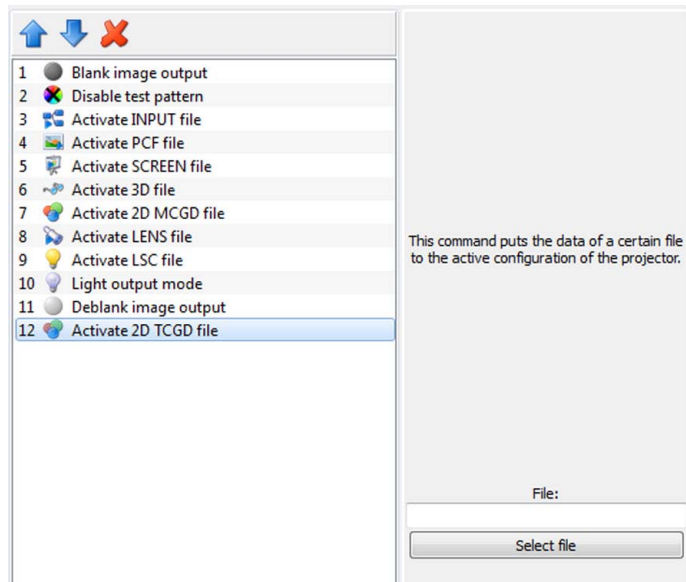 1 Blank image output
2 Disable test pattern
3 Activate INPUT file
4 Activate PCF file
5 Activate SCREEN file
6 Activate 3D file
7 Activate 2D MCGD file
8 Activate LENS file
9 Activate LSC file
10 Light output mode
11 Deblank image output
12 Activate 2D TCGD file
This command puts the data of a certain file
to the active configuration of the projector.
File:
Select file